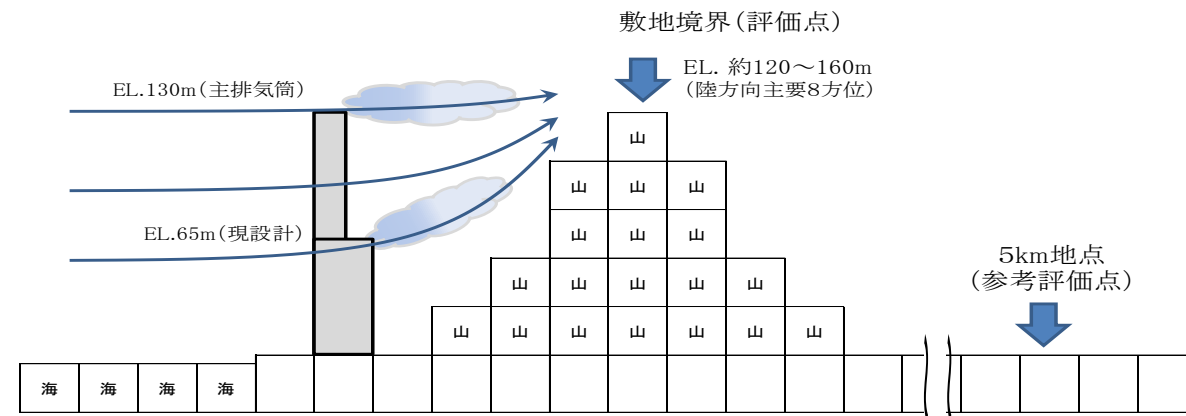 敷地境界(評価点)
EL.130m(主排気筒)
EL. 約120～160m
(陸方向主要8方位)
山
山 山 山
EL.65m(現設計)
山 山 山
5km地点
(参考評価点)
山 山 山 山 山
山 山 山 山 山 山 山
海 海 海 海